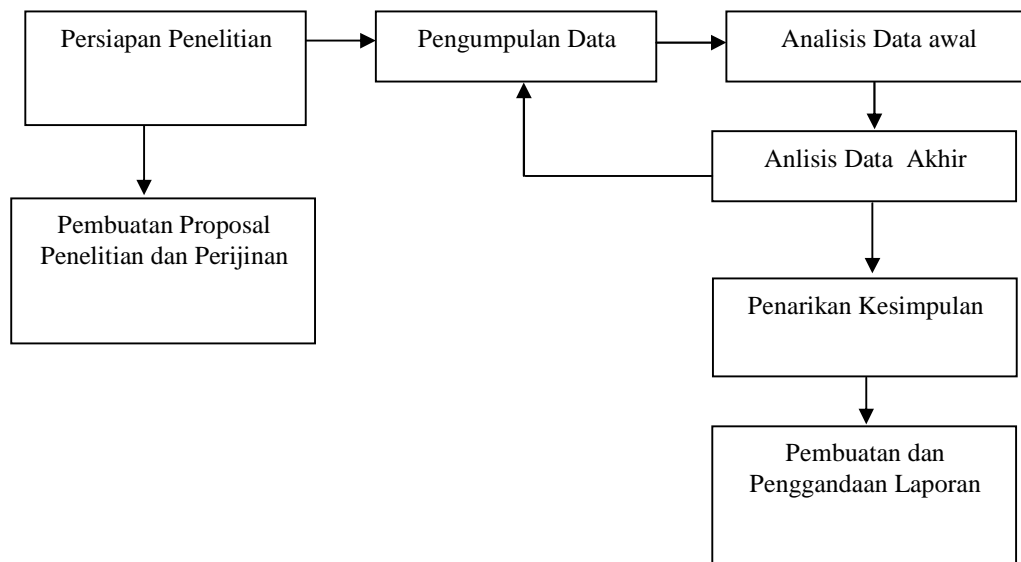 Persiapan Penelitian
Pengumpulan Data
Analisis Data awal
Anlisis Data  Akhir
Pembuatan Proposal
Penelitian dan Perijinan
Penarikan Kesimpulan
Pembuatan dan
Penggandaan Laporan